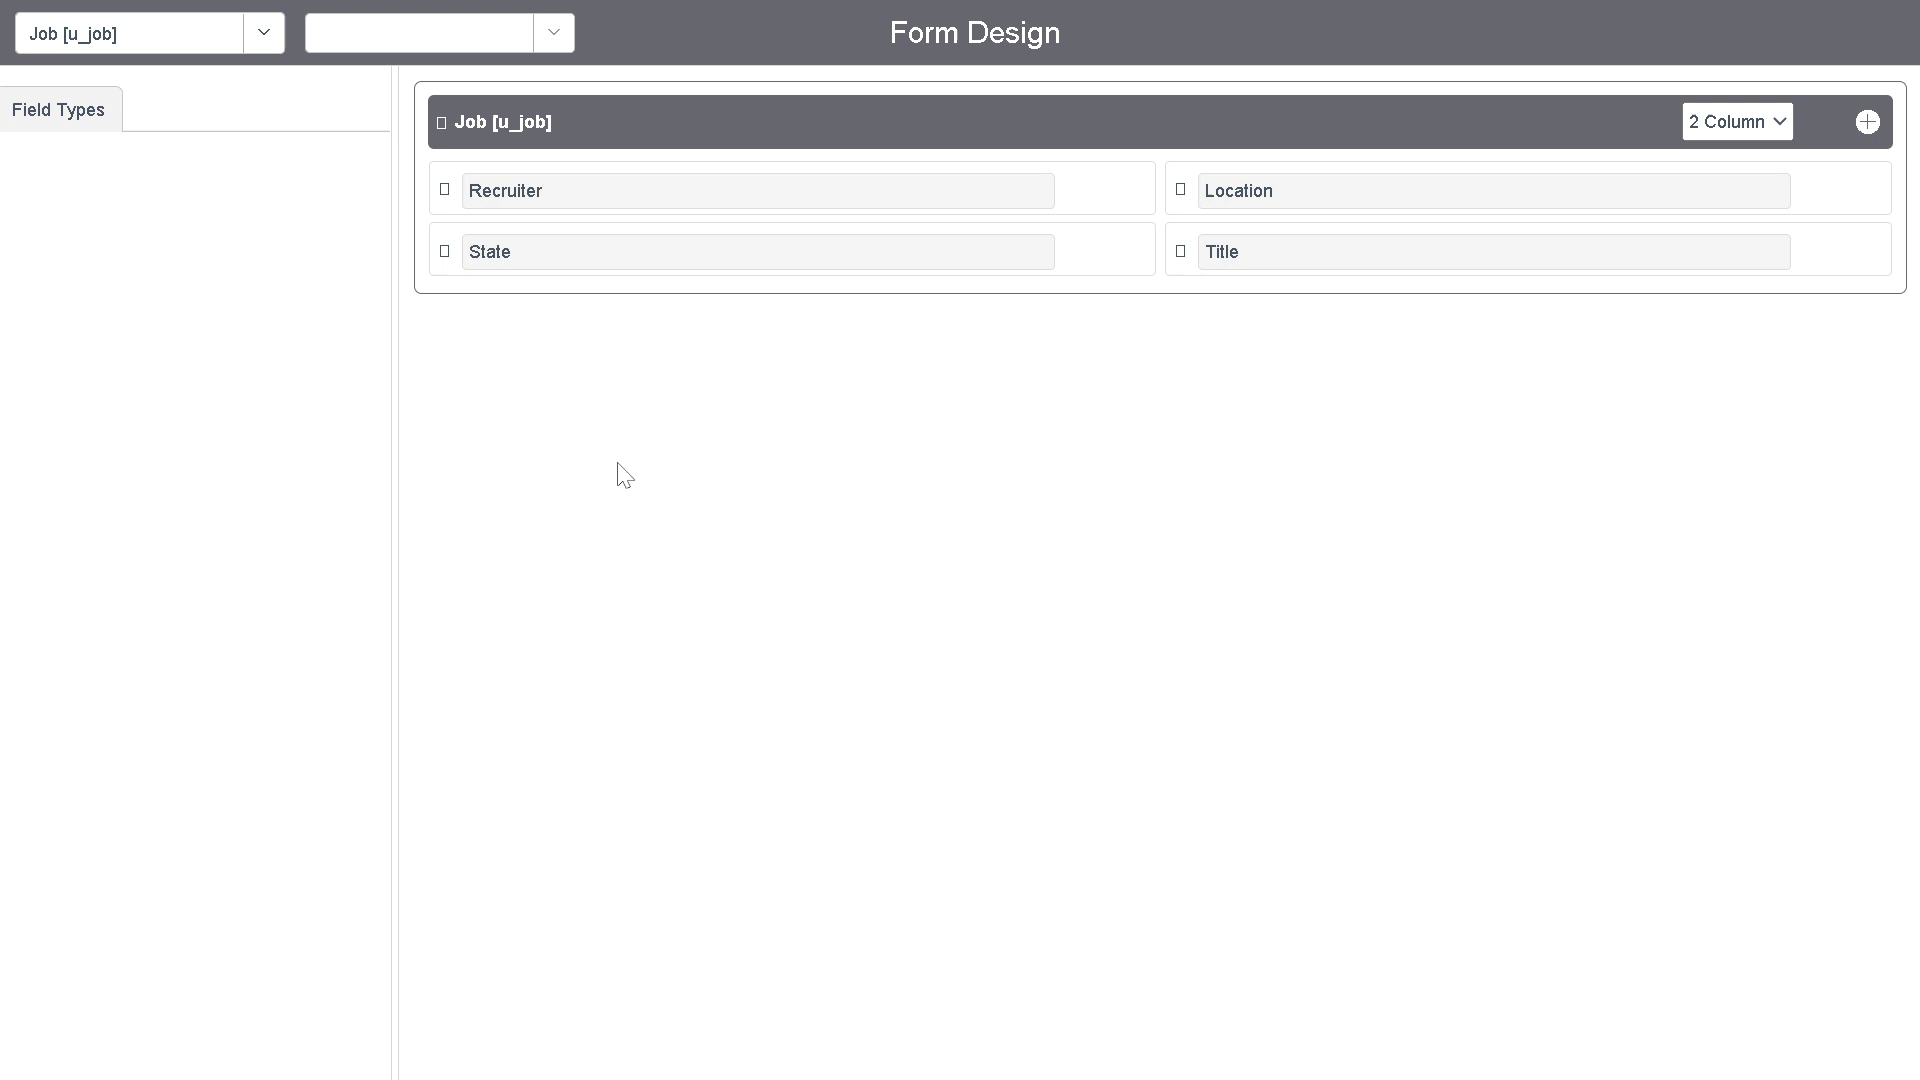 Job [u_job]
Form Design
Field Types
Job [u_job]
2 Column
Recruiter
Location
State
Title